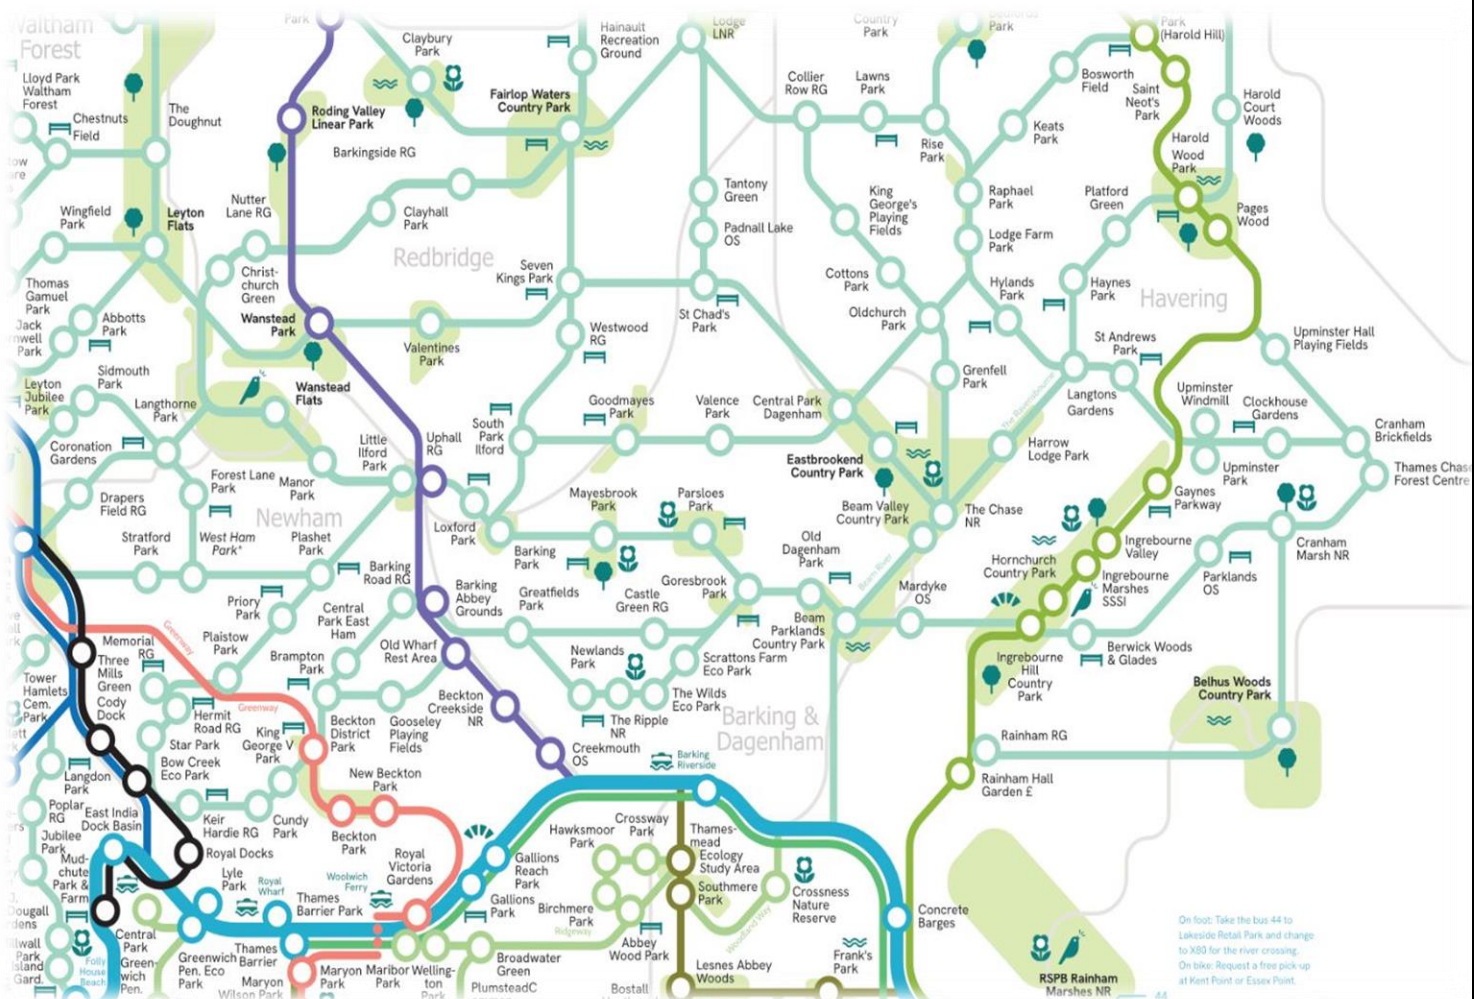 Waltham
Forest
Lloyd Park
Waltham
Forest
Chestnuts
Field
The
Doughnut
Wingfield
Park
Leyton
Flats
Thomas
Gamuel
Park
Jack
Abbotts
Park
Leyton
Jubilee
Park
Sidmouth
Park
Langthorne
Park
Coronation
Gardens
Drapers
Field RG
Forest Lane
Park
Manor
Park
Newham
Stratford
Park
West Ham
Park*
Plashet
Park
Park
Roding Valley
Linear Park
Claybury
Park
Hainault
Recreation
Ground
Fairlop Waters
Country Park
Barkingside RG
Nutter
Lane RG
Clayhall
Park
Redbridge
Christ-
church
Green
Wanstead
Park
Wanstead
Flats
Valentines
Park
Seven
Kings Park
Westwood
RG
Little
Ilford
Park
Uphall
RG
South
Park
Ilford
Goodmayes
Park
Valence
Park
Central Park
Dagenham
Lodge
LNR
Tantony
Green
Padnall Lake
OS
St Chad's
Park
Country
Park
Bedfords
Park
Collier
Row RG
Lawns
Park
Rise
Park
King
George's
Playing
Fields
Cottons
Park
Oldchurch
Park
Raphael
Park
Lodge Farm
Park
Hylands
Park
Grenfell
Park
Keats
Park
Bosworth
Field
Park
(Harold Hill)
Saint
Neot's
Park
Harold
Wood
Park
Harold
Court
Woods
Platford
Green
Pages
Wood
Haynes
Park
Havering
St Andrews
Park
Langtons
Gardens
Upminster Hall
Playing Fields
Upminster
Windmill
Clockhouse
Gardens
Cranham
Brickfields
Upminster
Park
Thames Chase
Forest Centre
The Ravensbourne
Harrow
Lodge Park
Eastbrookend
Country Park
Beam Valley
Country Park
The Chase
NR
Gaynes
Parkway
Ingrebourne
Valley
Hornchurch
Country Park
Ingrebourne
Marshes
SSSI
Cranham
Marsh NR
Parklands
OS
Berwick Woods
& Glades
Ingrebourne
Hill
Country
Park
Belhus Woods
Country Park
Rainham RG
Rainham Hall
Garden £
Loxford
Park
Barking
Park
Mayesbrook
Park
Parsloes
Park
Old
Dagenham
Park
Beam River
Mardyke
OS
Goresbrook
Park
Beam
Parklands
Country Park
Greatfields
Park
Castle
Green RG
Newlands
Park
Scrattons Farm
Eco Park
The Wilds
Eco Park
The Ripple
NR
Barking &
Dagenham
Barking
Road RG
Barking
Abbey
Grounds
Central
Park East
Ham
Old Wharf
Rest Area
Priory
Park
Plaistow
Park
Brampton
Park
Greenway
Greenway
Memorial
RG
Three
Mills
Green
Cody
Dock
Tower
Hamlets
Cem.
Park
Hermit
Road RG
Star Park
King
George V
Park
Beckton
District
Park
Gooseley
Playing
Fields
Beckton
Creekside
NR
Creekmouth
OS
Barking
Riverside
Langdon
Park
Bow Creek
Eco Park
New Beckton
Park
Poplar
RG
East India
Dock Basin
Keir
Hardie RG
Cundy
Park
Beckton
Park
Jubilee
Park
Mud-
chute
Park &
Farm
Royal Docks
Lyle
Park
Royal
Wharf
Woolwich
Ferry
Royal
Victoria
Gardens
Thames
Barrier Park
Gallions
Reach
Park
Gallions
Park
Hawksmoor
Park
Crossway
Park
Thames-
mead
Ecology
Study Area
Southmere
Park
Birchmere
Park
Ridgeway
Abbey
Wood Park
Woodland Way
Crossness
Nature
Reserve
Concrete
Barges
Frank's
Park
Lesnes Abbey
Woods
Bostall
Central
Park
Green-
wich
Pen.
Folly
House
Beach
Greenwich
Pen. Eco
Park
Thames
Barrier
Maryon
Wilson Park
Maryon
Park
Maribor
Park
Welling-
ton
Park
Broadwater
Green
PlumsteadC
RSPB Rainham
Marshes NR
44
On foot: Take the bus 44 to
Lakeside Retail Park and change
to X80 for the river crossing.
On bike: Request a free pick-up
at Kent Point or Essex Point.